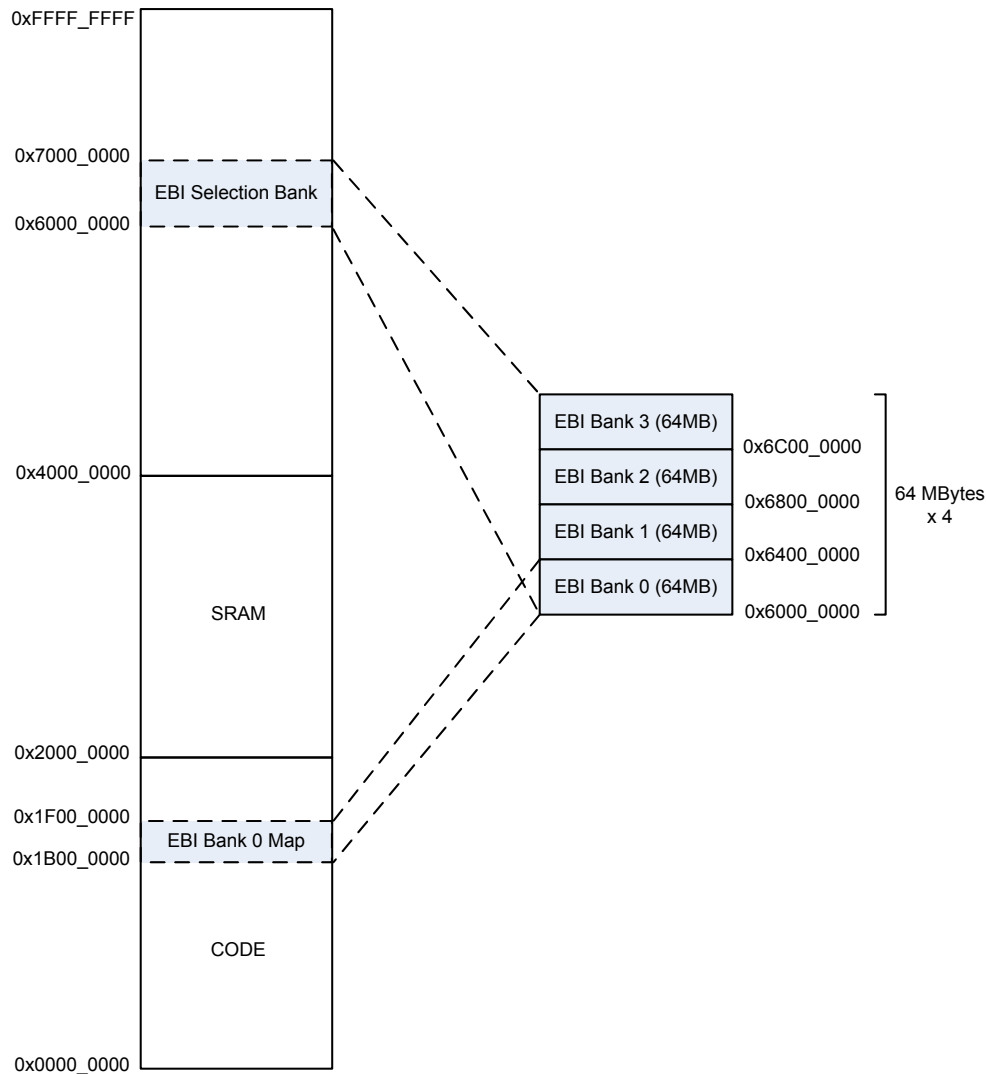 0xFFFF_FFFF
0x7000_0000
EBI Selection Bank
0x6000_0000
EBI Bank 3 (64MB)
0x6C00_0000
EBI Bank 2 (64MB)
0x6800_0000
EBI Bank 1 (64MB)
0x6400_0000
EBI Bank 0 (64MB)
0x6000_0000
64 MBytes
x 4
0x4000_0000
SRAM
0x2000_0000
0x1F00_0000
EBI Bank 0 Map
0x1B00_0000
CODE
0x0000_0000